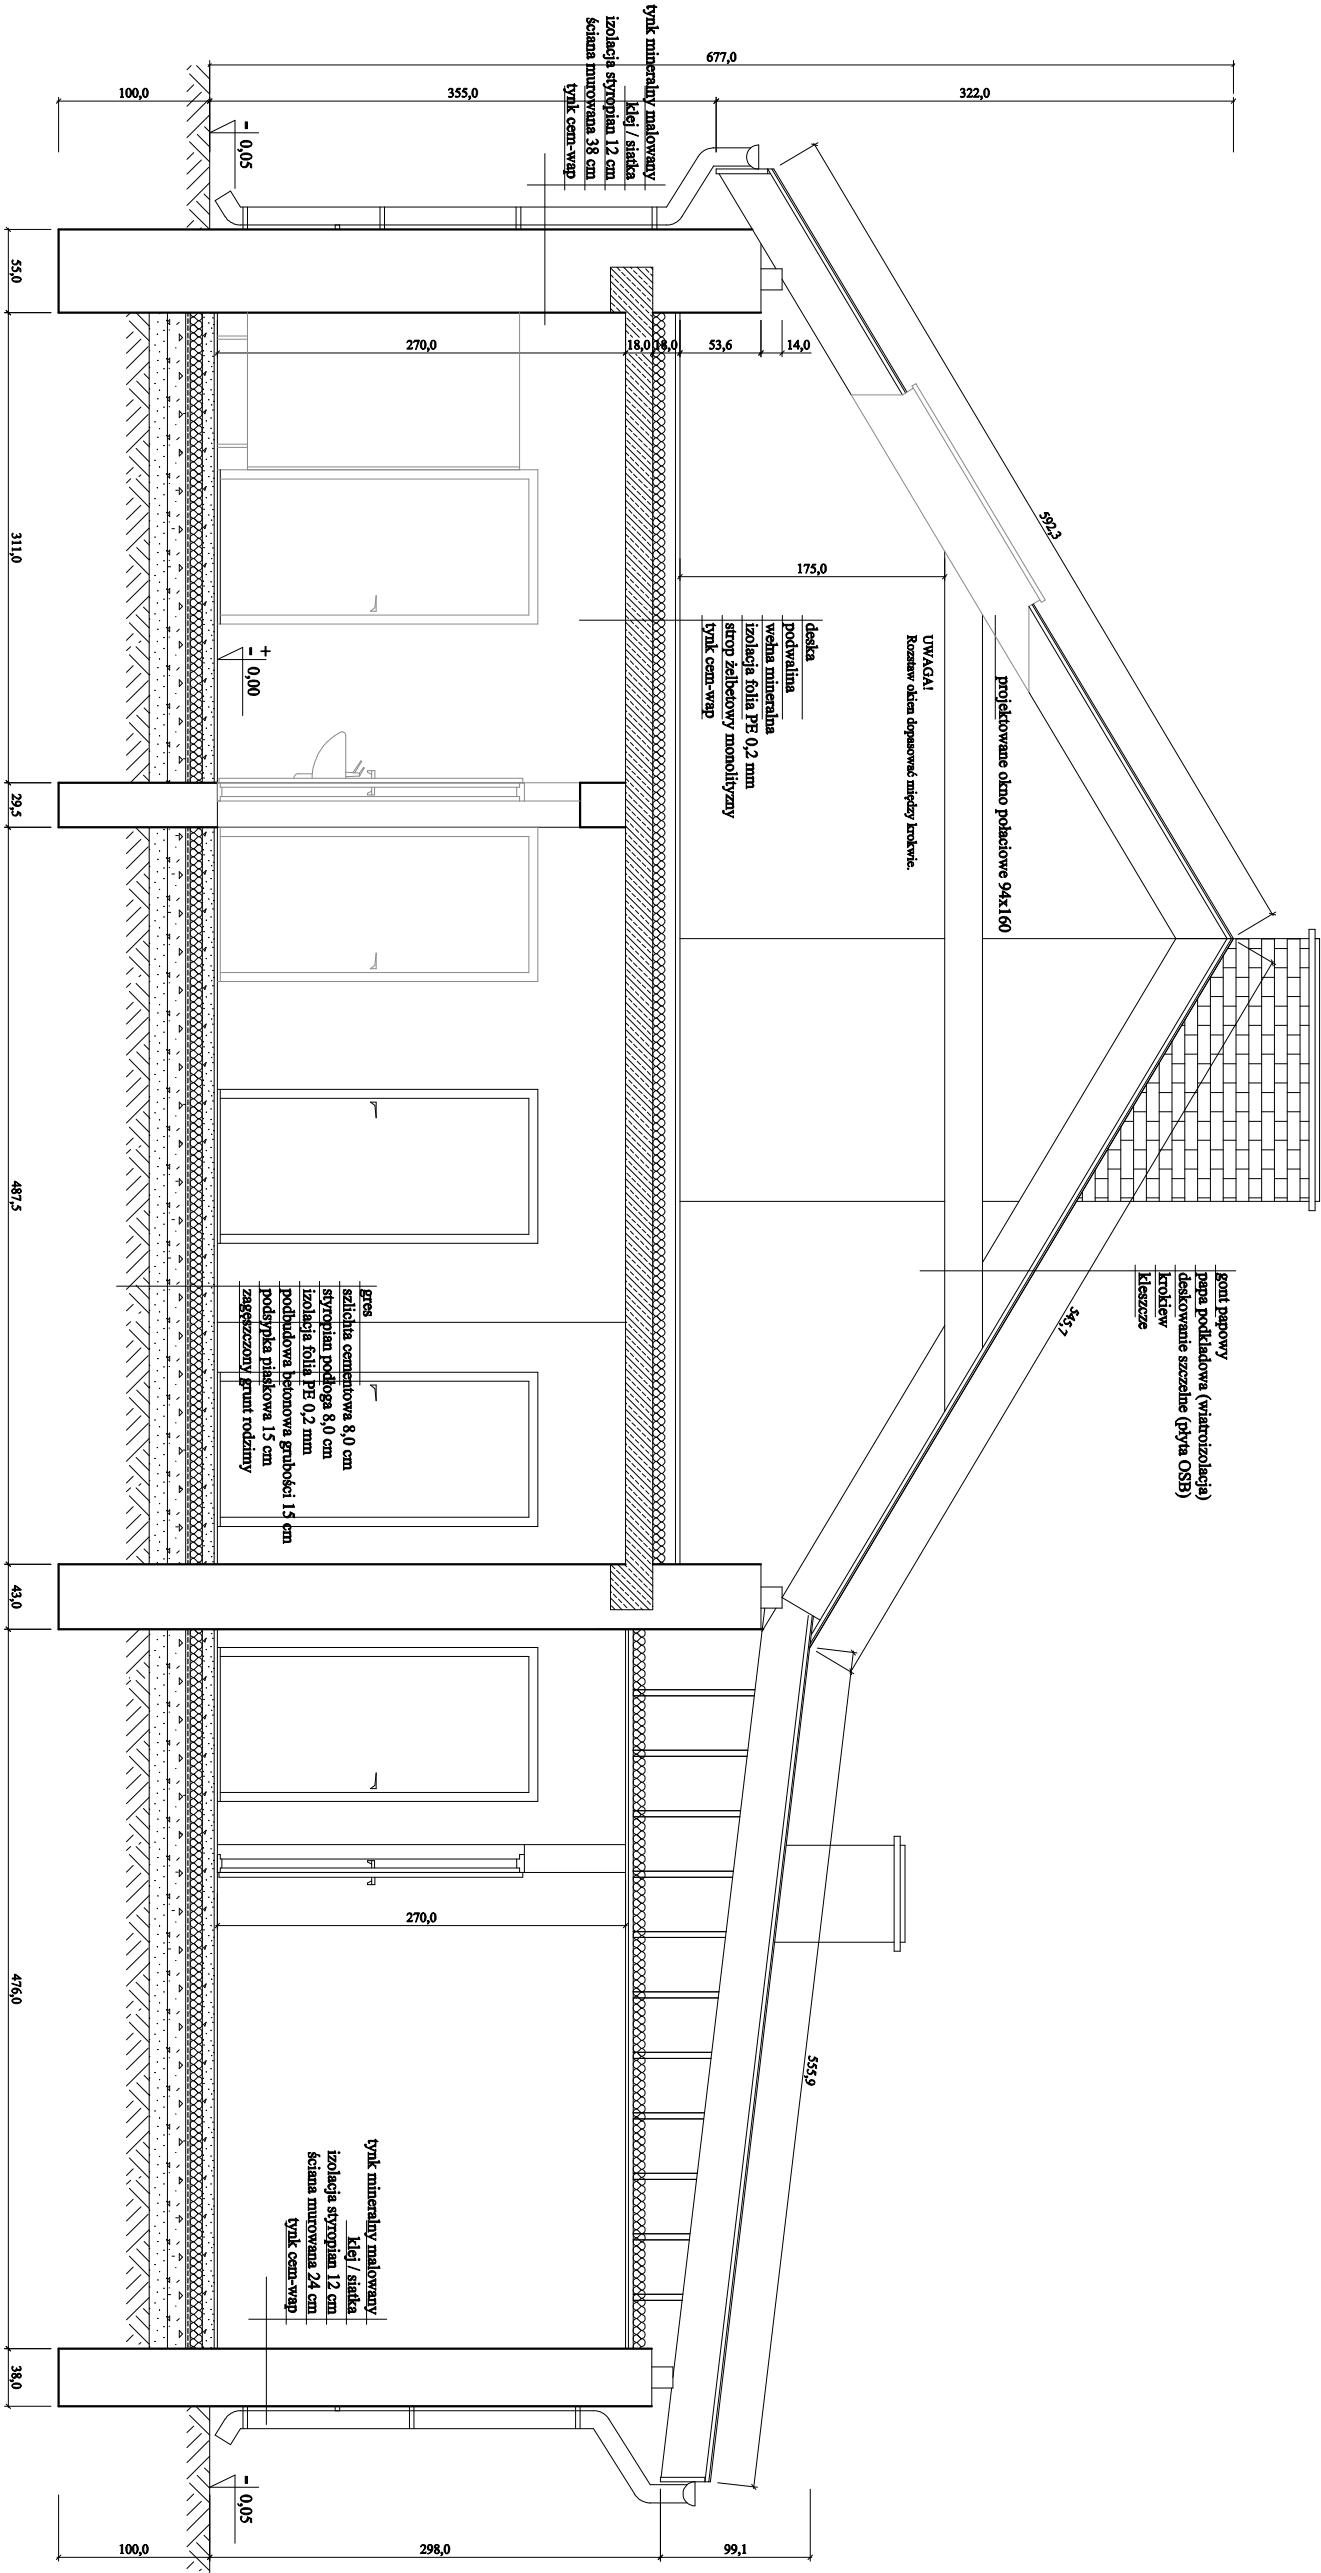 tynk mineralny malowany
klej / siatka
izolacja styropian 12 cm
ściana murowana 38 cm
tynk cem-wap
677,0
100,0
355,0
322,0
- 0,05
55,0
311,0
29,5
487,5
43,0
476,0
38,0
270,0
18,0
18,0
53,6
14,0
592,3
175,0
deska
podwalina
wełna mineralna
izolacja folia PE 0,2 mm
strop żelbetowy monolityzny
tynk cem-wap
UWAGA!
Rozstaw okien dopasować między krokwie.
projektowane okno połaciowe 94x160
+
- 0,00
gont papowy
papa podkładowa (wiatroizolacja)
deskowanie szczelne (płyta OSB)
krokiew
kleszcze
545,7
gres
szlichta cementowa 8,0 cm
styropian podłoga 8,0 cm
izolacja folia PE 0,2 mm
podbudowa betonowa grubości 15 cm
podsypka piaskowa 15 cm
zagęszczony grunt rodzimy
270,0
555,9
tynk mineralny malowany
klej / siatka
izolacja styropian 12 cm
ściana murowana 24 cm
tynk cem-wap
- 0,05
100,0
298,0
99,1